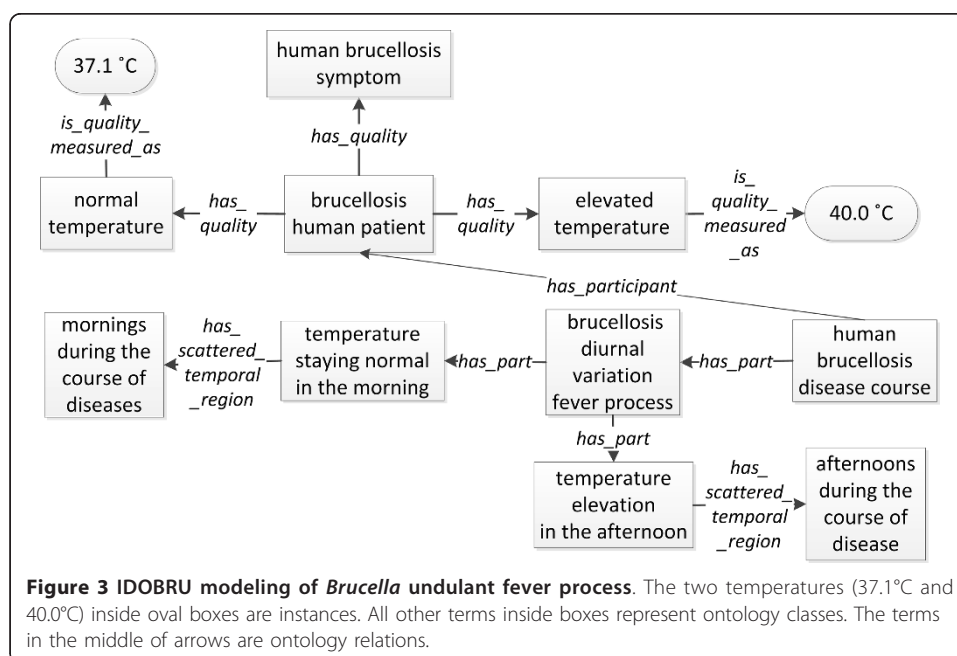 human brucellosis
symptom
37.1 ˚C
is_quality_
measured_as
has_quality
normal
temperature
has_
quality
brucellosis
human patient
has_
quality
elevated
temperature
is_
quality_
measured
_as
40.0 ˚C
has_participant
mornings
during the
course of
diseases
has_
scattered_
temporal
_region
temperature
staying normal
in the morning
has_part
brucellosis
diurnal
variation
fever process
has_part
human
brucellosis
disease course
has_part
temperature
elevation
in the afternoon
has_
scattered_
temporal
_region
afternoons
during the
course of
disease
Figure 3 IDOBRU modeling of Brucella undulant fever process. The two temperatures (37.1°C and
40.0°C) inside oval boxes are instances. All other terms inside boxes represent ontology classes. The terms
in the middle of arrows are ontology relations.